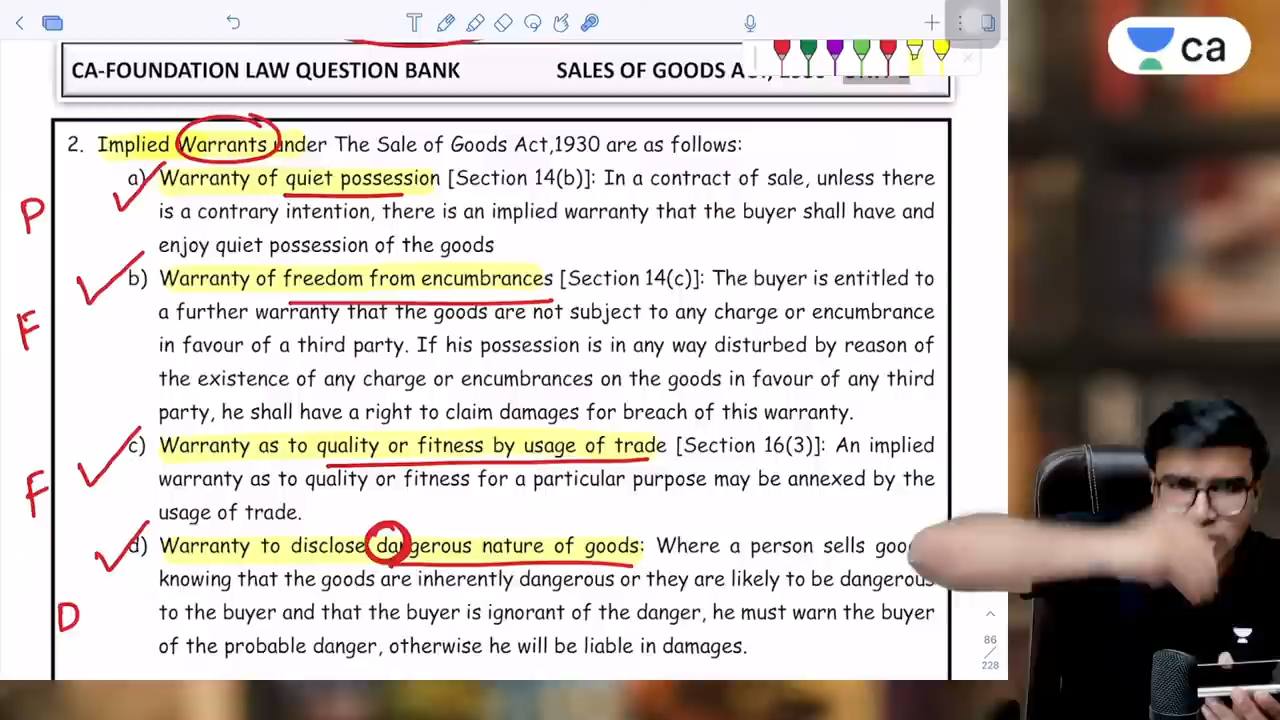 ca
CA-FOUNDATION LAW QUESTION BANK SALES OF GOODS
2. Implied Warrants under The Sale of Goods Act,1930 are as follows:
a) Warranty of quiet possession [Section 14(b)]: In a contract of sale, unless there
P
is a contrary intention, there is an implied warranty that the buyer shall have and
enjoy quiet possession of the goods
b) Warranty of freedom from encumbrances [Section 14(c)]: The buyer is entitled to
a further warranty that the goods are not subject to any charge or encumbrance
F
in favour of a third party. If his possession is in any way disturbed by reason of
the existence of any charge or encumbrances on the goods in favour of any third
party, he shall have a right to claim damages for breach of this warranty.
c) Warranty as to quality or fitness by usage of trade [Section 16(3)]: An implied
F
warranty as to quality or fitness for a particular purpose may be annexed by the
usage of trade.
d) Warranty to disclose dangerous nature of goods: Where a person sells
knowing that the goods are inherently dangerous or they are likely to be dangerous
D
to the buyer and that the buyer is ignorant of the danger, he must warn the buyer
of the probable danger, otherwise he will be liable in damages.
86
228